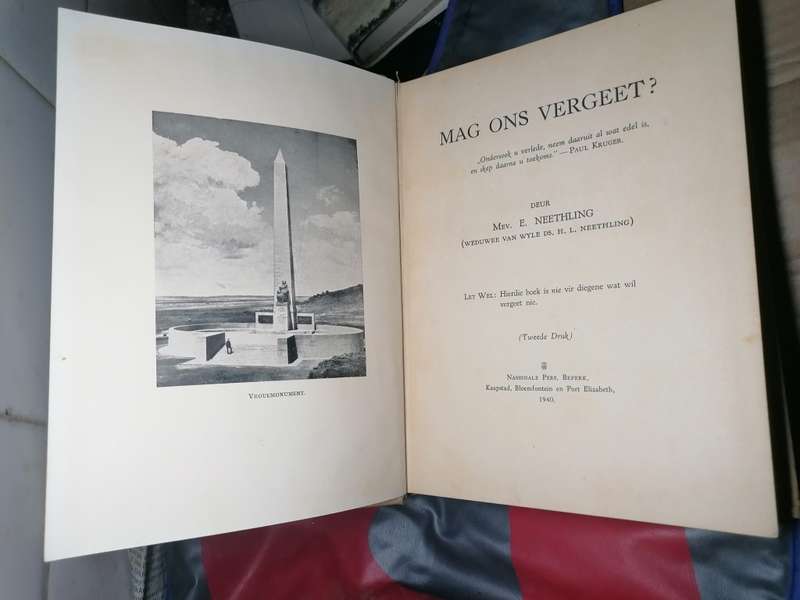 VROUEMONUMENT.
MAG ONS VERGEET?
„Ondersoek u verlede, neem daaruit al wat edel is,
en skep daarna u toekoms." — PAUL KRUGER.
DEUR
MEV. E. NEETHLING
(WEDUWEE VAN WYLE DS. H. L. NEETHLING)
LET WEL: Hierdie boek is nie vir diegene wat wil
vergeet nie.
(Tweede Druk)
NASIONALE PERS, BEPERK,
Kaapstad, Bloemfontein en Port Elizabeth,
1940.